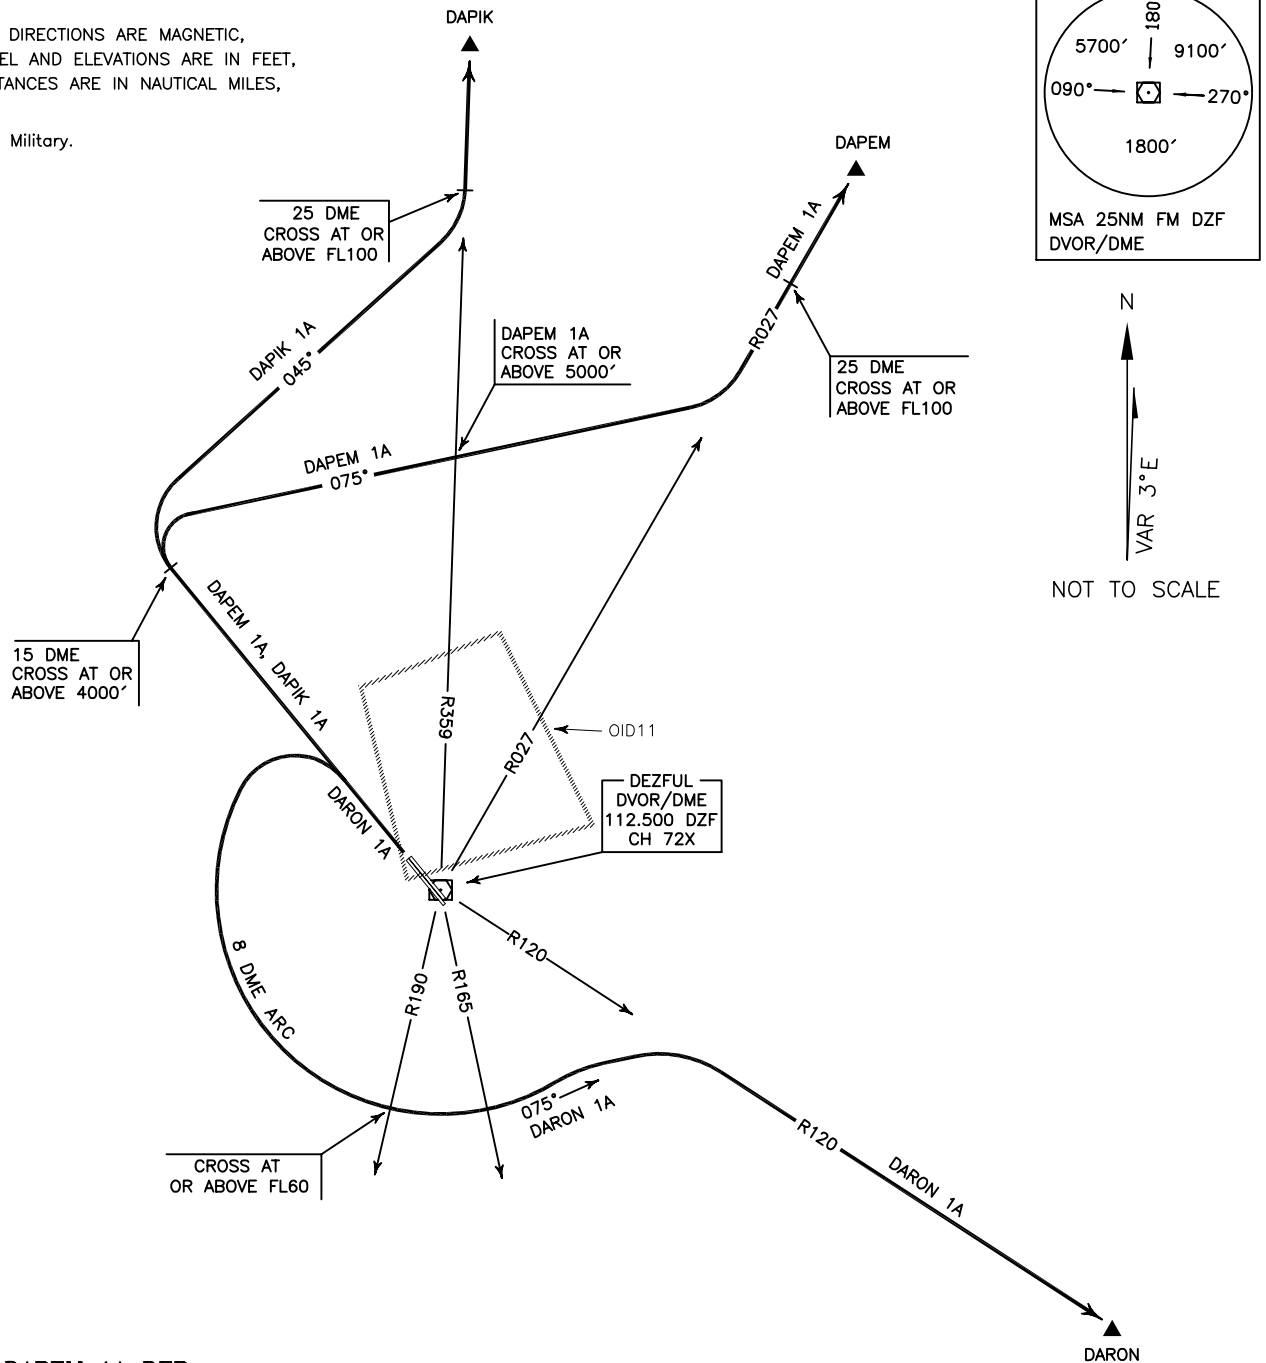 DIRECTIONS ARE MAGNETIC,
EL AND ELEVATIONS ARE IN FEET,
TANCES ARE IN NAUTICAL MILES,
Military.
DAPIK
DAPEM
180
5700′
9100′
090°
270°
1800′
MSA 25NM FM DZF
DVOR/DME
25 DME
CROSS AT OR
ABOVE FL100
DAPEM 1A
R027
25 DME
CROSS AT OR
ABOVE FL100
N
VAR 3°E
NOT TO SCALE
DAPIK 1A
045°
DAPEM 1A
CROSS AT OR
ABOVE 5000′
DAPEM 1A
075°
15 DME
CROSS AT OR
ABOVE 4000′
DAPEM 1A, DAPIK 1A
R359
R027
OID11
DEZFUL
DVOR/DME
112.500 DZF
CH 72X
DARON 1A
8 DME ARC
R190
R165
R120
075°
DARON 1A
CROSS AT
OR ABOVE FL60
R120
DARON 1A
DARON